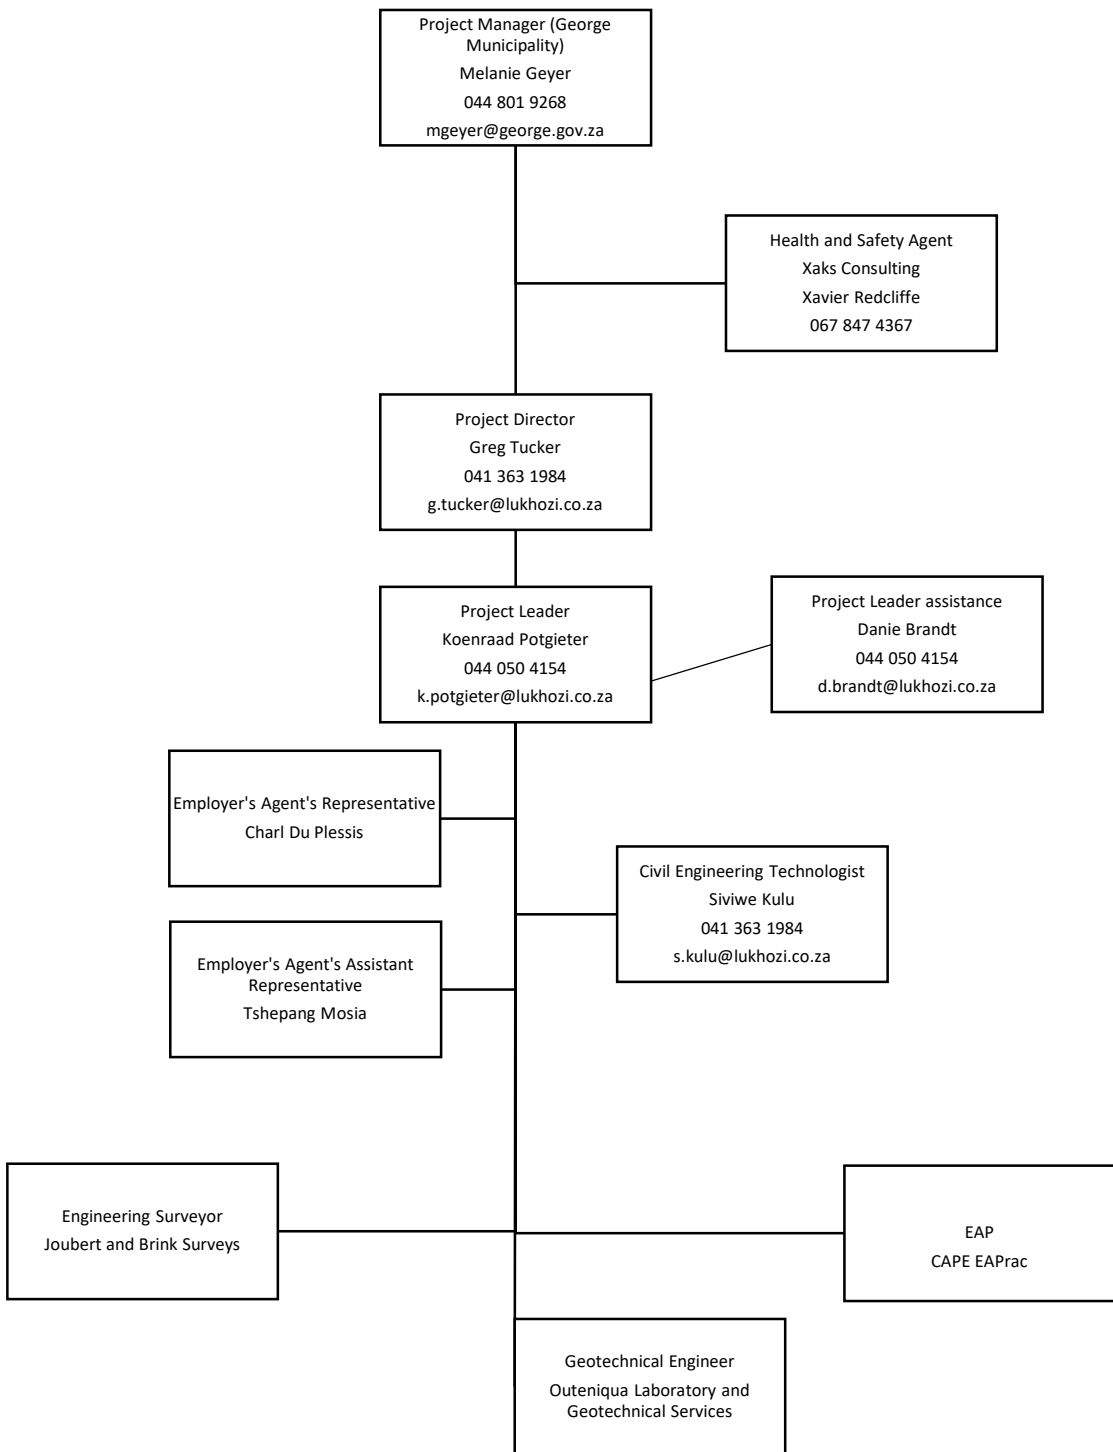 Project Manager (George
Municipality)
Melanie Geyer
044 801 9268
mgeyer@george.gov.za
Health and Safety Agent
Xaks Consulting
Xavier Redcliffe
067 847 4367
Project Director
Greg Tucker
041 363 1984
g.tucker@lukhozi.co.za
Project Leader
Koenraad Potgieter
044 050 4154
k.potgieter@lukhozi.co.za
Project Leader assistance
Danie Brandt
044 050 4154
d.brandt@lukhozi.co.za
Employer's Agent's Representative
Charl Du Plessis
Civil Engineering Technologist
Siviwe Kulu
041 363 1984
s.kulu@lukhozi.co.za
Employer's Agent's Assistant
Representative
Tshepang Mosia
Engineering Surveyor
Joubert and Brink Surveys
EAP
CAPE EAPrac
Geotechnical Engineer
Outeniqua Laboratory and
Geotechnical Services